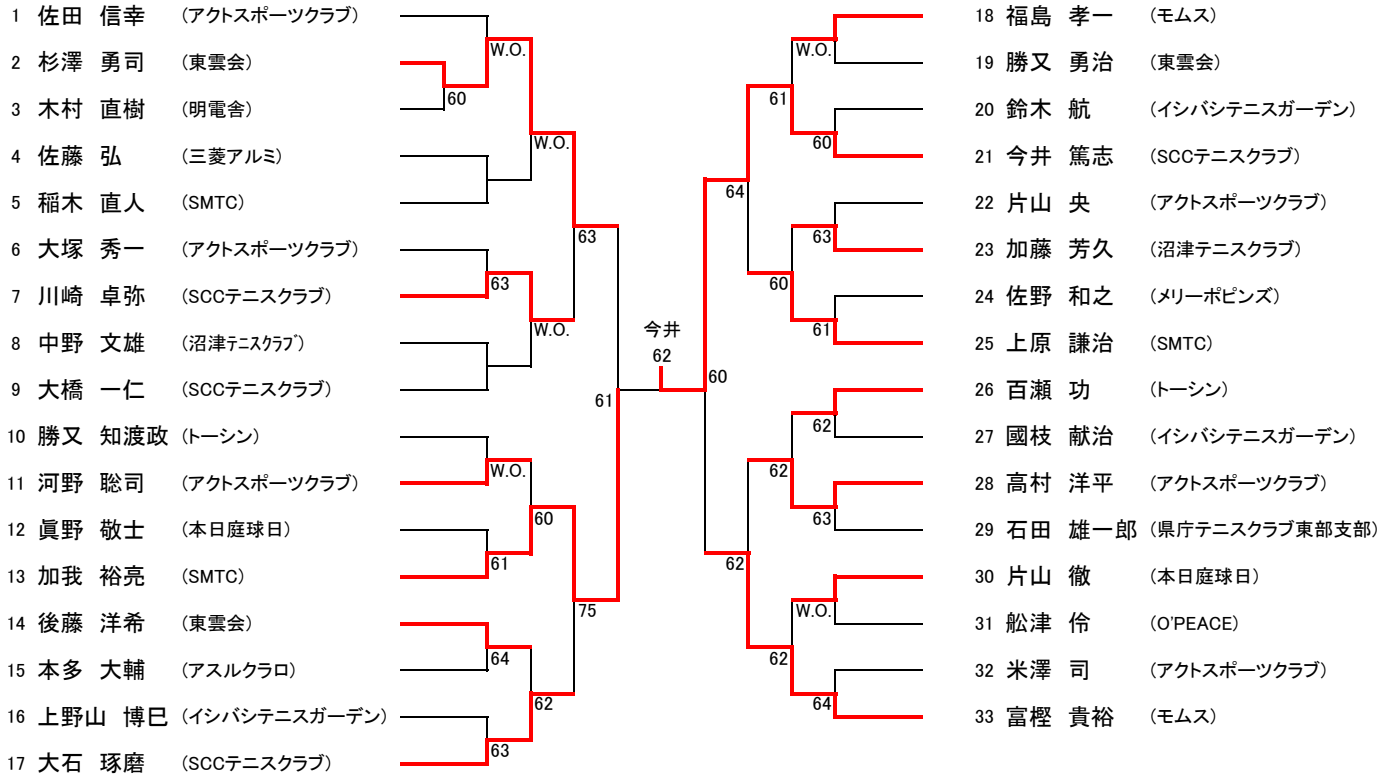 1 佐田 信幸 (アクトスポーツクラブ)
W.O.
2 杉澤 勇司 (東雲会)
60
3 木村 直樹 (明電舎)
W.O.
4 佐藤 弘 (三菱アルミ)
5 稲木 直人 (SMTC)
63
6 大塚 秀一 (アクトスポーツクラブ)
63
7 川崎 卓弥 (SCCテニスクラブ)
W.O.
8 中野 文雄 (沼津テニスクラブ)
9 大橋 一仁 (SCCテニスクラブ)
61
10 勝又 知渡政 (トーシン)
W.O.
11 河野 聡司 (アクトスポーツクラブ)
60
12 眞野 敬士 (本日庭球日)
61
13 加我 裕亮 (SMTC)
75
14 後藤 洋希 (東雲会)
64
15 本多 大輔 (アスルクラロ)
62
16 上野山 博巳 (イシバシテニスガーデン)
63
17 大石 琢磨 (SCCテニスクラブ)
今井
62
60
18 福島 孝一 (モムス)
W.O.
19 勝又 勇治 (東雲会)
61
20 鈴木 航 (イシバシテニスガーデン)
60
21 今井 篤志 (SCCテニスクラブ)
64
22 片山 央 (アクトスポーツクラブ)
63
23 加藤 芳久 (沼津テニスクラブ)
60
24 佐野 和之 (メリーポピンズ)
61
25 上原 謙治 (SMTC)
26 百瀬 功 (トーシン)
62
27 國枝 献治 (イシバシテニスガーデン)
62
28 高村 洋平 (アクトスポーツクラブ)
63
29 石田 雄一郎 (県庁テニスクラブ東部支部)
62
30 片山 徹 (本日庭球日)
W.O.
31 舩津 伶 (O'PEACE)
62
32 米澤 司 (アクトスポーツクラブ)
64
33 富樫 貴裕 (モムス)